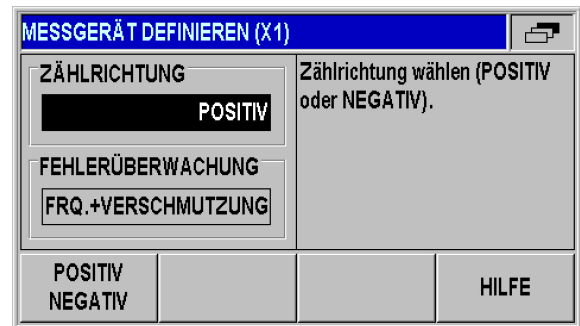 MESSGERÄT DEFINIEREN (X1)
ZÄHLRICHTUNG
POSITIV
FEHLERÜBERWACHUNG
FRQ.+VERSCHMUTZUNG
Zählrichtung wählen (POSITIV
oder NEGATIV).
POSITIV
NEGATIV
HILFE